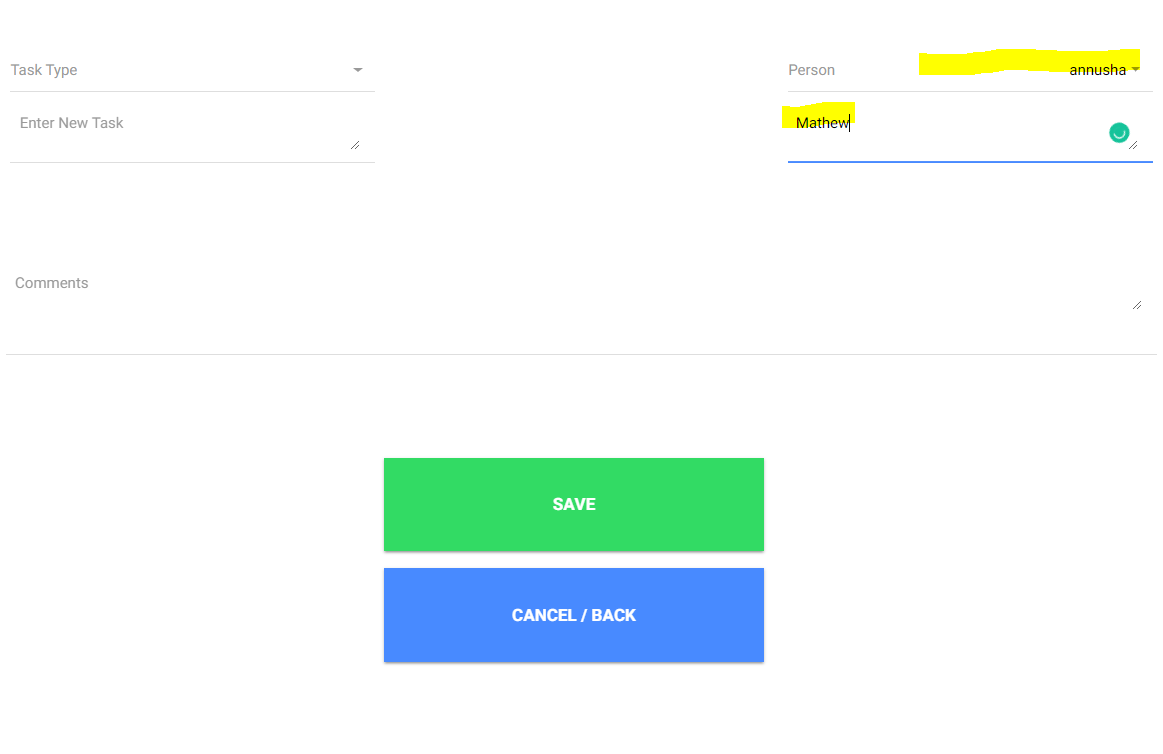 Task Type
Person annusha
Enter New Task
Mathew
Comments
SAVE
CANCEL / BACK